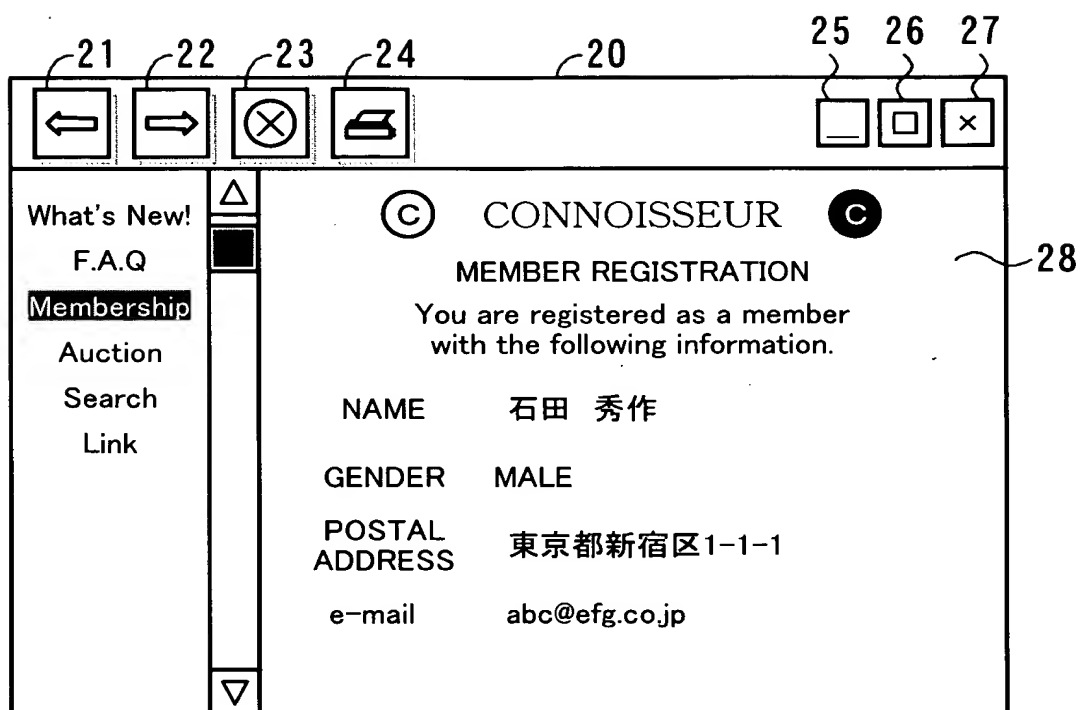 21 22 23 24 20 25 26 27
What's New!
F.A.Q
Membership
Auction
Search
Link
C CONNOISSEUR C
28
MEMBER REGISTRATION
You are registered as a member
with the following information.
NAME 石田 秀作
GENDER MALE
POSTAL
ADDRESS 東京都新宿区1-1-1
e-mail abc@efg.co.jp